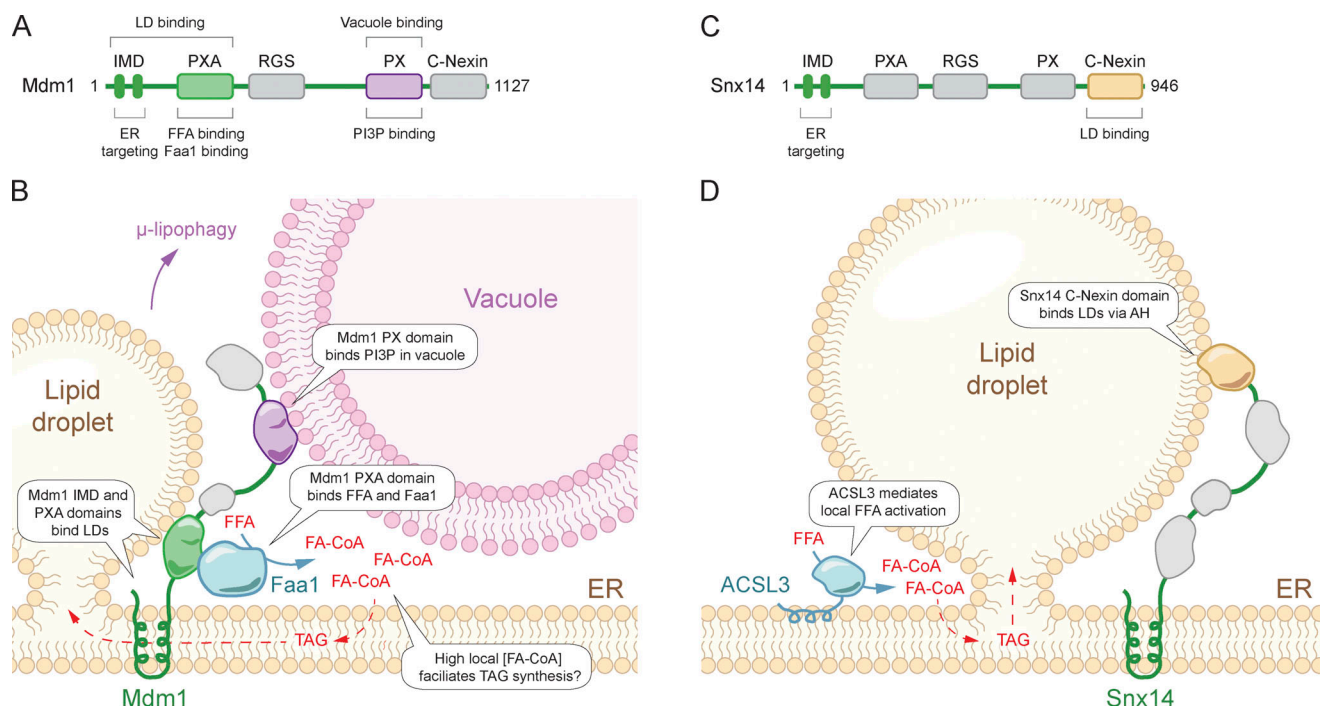 A
LD binding
Vacuole binding
IMD
PXA
RGS
PX
C-Nexin
Mdm1
1
1127
ER
targeting
FFA binding
Faa1 binding
PI3P binding
C
IMD
PXA
RGS
PX
C-Nexin
Snx14
1
946
ER
targeting
LD binding
B
μ-lipophagy
Vacuole
Mdm1 PX domain
binds PI3P in vacuole
Lipid
droplet
Mdm1 PXA domain
binds FFA and Faa1
Mdm1 IMD and
PXA domains
bind LDs
FFA
FA-CoA
FA-CoA
FA-CoA
Faa1
ER
TAG
High local [FA-CoA]
faciliates TAG synthesis?
Mdm1
D
Snx14 C-Nexin domain
binds LDs via AH
Lipid
droplet
ACSL3 mediates
local FFA activation
FFA
FA-CoA
FA-CoA
ACSL3
ER
TAG
Snx14